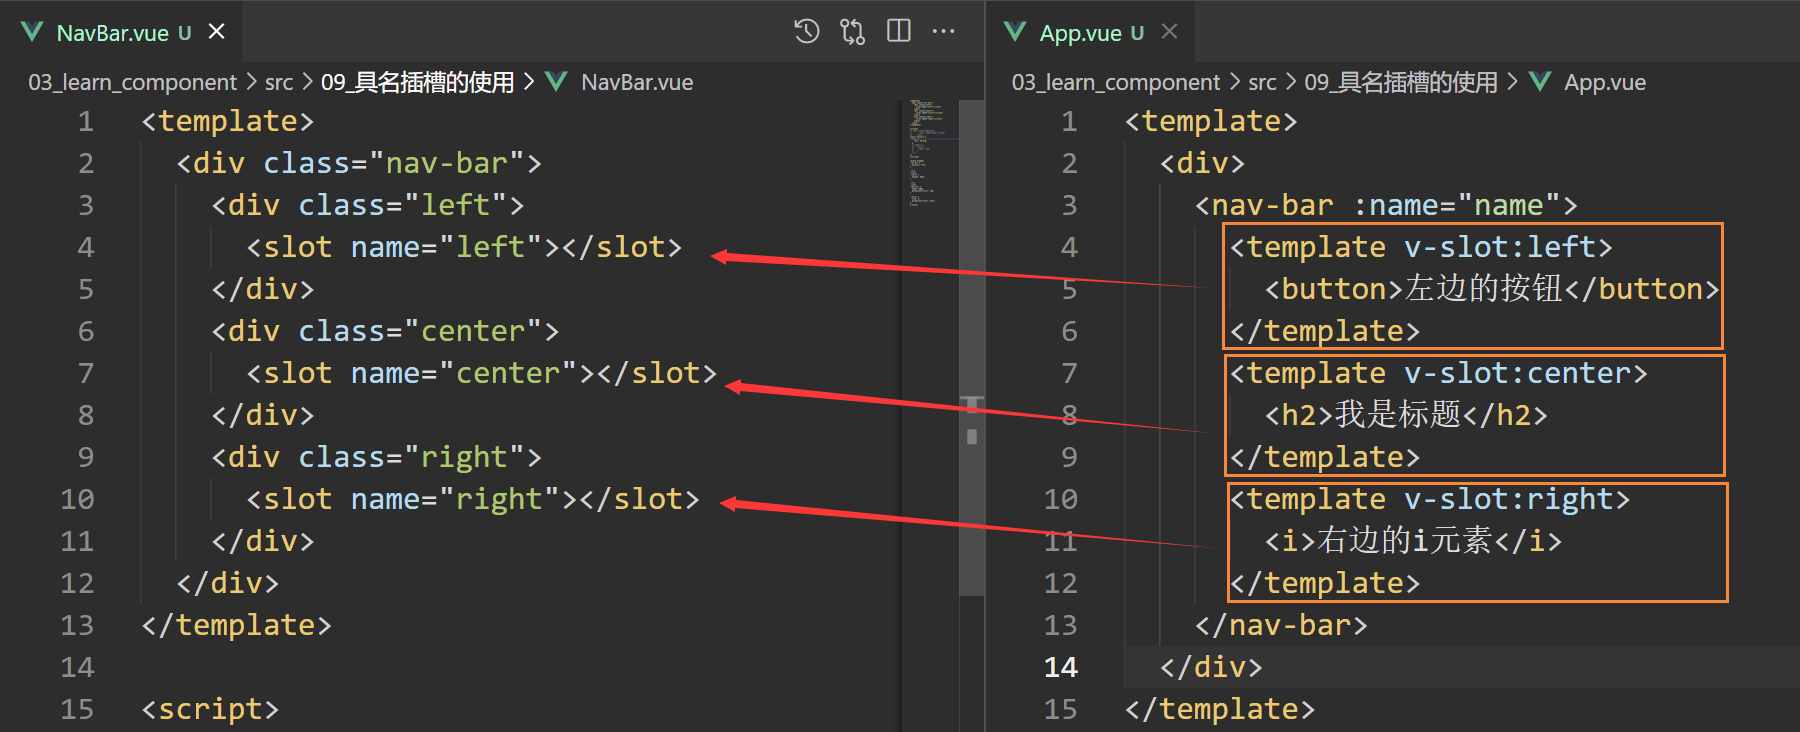 NavBar.vue U
03_learn_component > src > 09_具名插槽的使用 > NavBar.vue
1 <template>
2 <div class="nav-bar">
3 <div class="left">
4 <slot name="left"></slot>
5 </div>
6 <div class="center">
7 <slot name="center"></slot>
8 </div>
9 <div class="right">
10 <slot name="right"></slot>
11 </div>
12 </div>
13 </template>
14
15 <script>
App.vue U
03_learn_component > src > 09_具名插槽的使用 > App.vue
1 <template>
2 <div>
3 <nav-bar :name="name">
4 <template v-slot:left>
5 <button>左边的按钮</button>
6 </template>
7 <template v-slot:center>
8 <h2>我是标题</h2>
9 </template>
10 <template v-slot:right>
11 <i>右边的i元素</i>
12 </template>
13 </nav-bar>
14 </div>
15 </template>